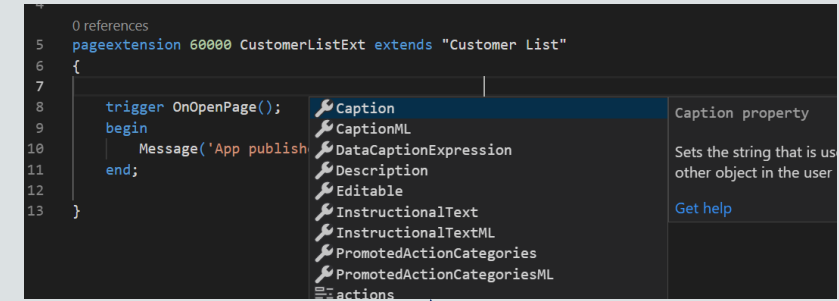 4
0 references
5 pageextension 60000 CustomerListExt extends "Customer List"
6 {
7
8 trigger OnOpenPage();
9 begin
10 Message('App publish
11 end;
12
13 }
Caption
CaptionML
DataCaptionExpression
Description
Editable
InstructionalText
InstructionalTextML
PromotedActionCategories
PromotedActionCategoriesML
actions
Caption property
Sets the string that is us
other object in the user
Get help